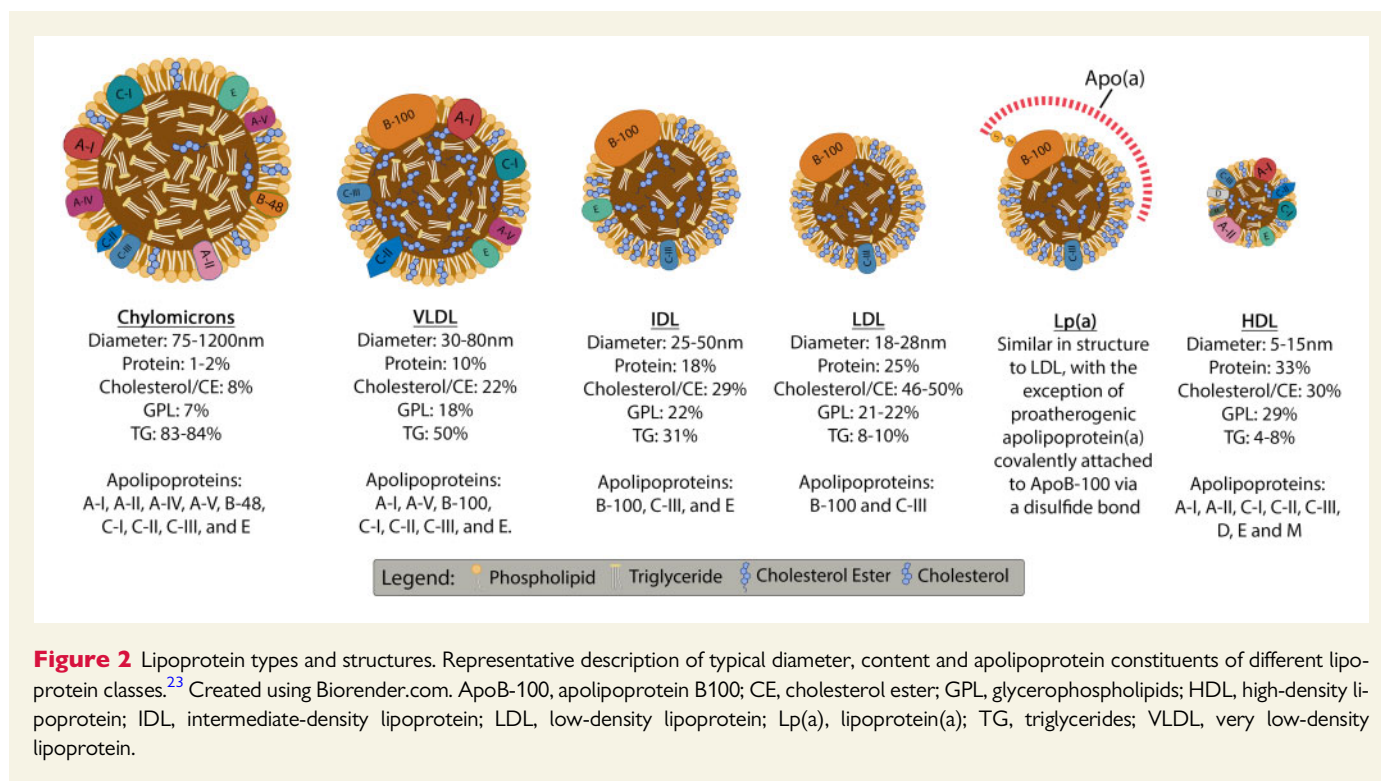 Apo(a)
C-I
E
A-V
A-I
A-IV
B-48
C-II
C-III
A-II
B-100
A-I
C-I
C-III
A-V
E
C-II
B-100
E
C-III
B-100
C-III
B-100
C-III
A-I
C-III
C-II
D
C-I
A-II
E
Chylomicrons
Diameter: 75-1200nm
Protein: 1-2%
Cholesterol/CE: 8%
GPL: 7%
TG: 83-84%
Apolipoproteins:
A-I, A-II, A-IV, A-V, B-48,
C-I, C-II, C-III, and E
VLDL
Diameter: 30-80nm
Protein: 10%
Cholesterol/CE: 22%
GPL: 18%
TG: 50%
Apolipoproteins:
A-I, A-V, B-100,
C-I, C-II, C-III, and E.
IDL
Diameter: 25-50nm
Protein: 18%
Cholesterol/CE: 29%
GPL: 22%
TG: 31%
Apolipoproteins:
B-100, C-III, and E
LDL
Diameter: 18-28nm
Protein: 25%
Cholesterol/CE: 46-50%
GPL: 21-22%
TG: 8-10%
Apolipoproteins:
B-100 and C-III
Lp(a)
Similar in structure
to LDL, with the
exception of
proatherogenic
apolipoprotein(a)
covalently attached
to ApoB-100 via
a disulfide bond
HDL
Diameter: 5-15nm
Protein: 33%
Cholesterol/CE: 30%
GPL: 29%
TG: 4-8%
Apolipoproteins:
A-I, A-II, C-I, C-II, C-III,
D, E and M
Legend: Phospholipid Triglyceride Cholesterol Ester Cholesterol
Figure 2 Lipoprotein types and structures. Representative description of typical diameter, content and apolipoprotein constituents of different lipo-
protein classes.23 Created using Biorender.com. ApoB-100, apolipoprotein B100; CE, cholesterol ester; GPL, glycerophospholipids; HDL, high-density li-
poprotein; IDL, intermediate-density lipoprotein; LDL, low-density lipoprotein; Lp(a), lipoprotein(a); TG, triglycerides; VLDL, very low-density
lipoprotein.